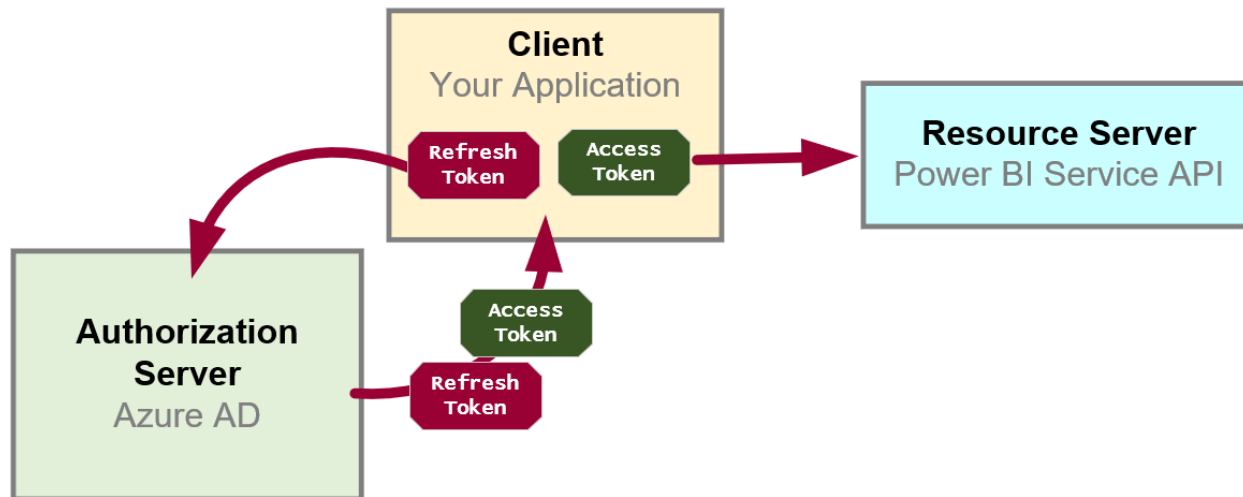 Client
Your Application
Refresh
Token
Access
Token
Resource Server
Power BI Service API
Authorization
Server
Azure AD
Access
Token
Refresh
Token